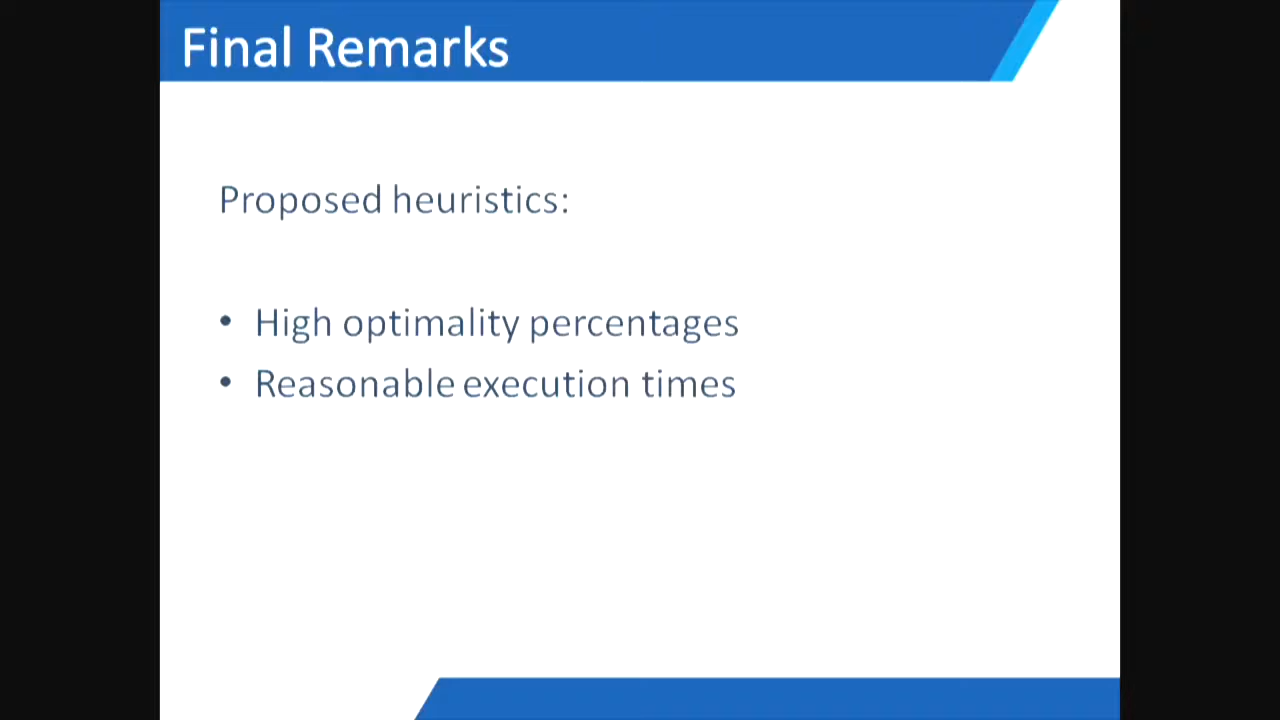 Final Remarks
Proposed heuristics:
• High optimality percentages
• Reasonable execution times